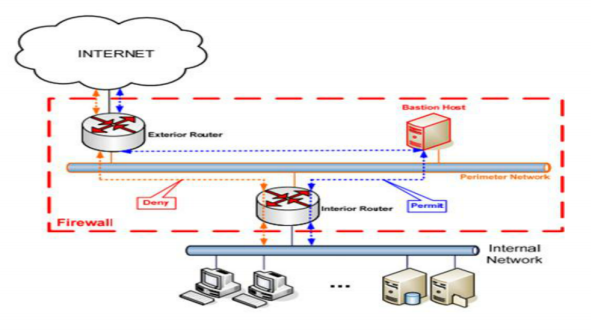 INTERNET
Bastion Host
Exterior Router
Perimeter Network
Deny
Interior Router
Permit
Firewall
Internal
Network
...